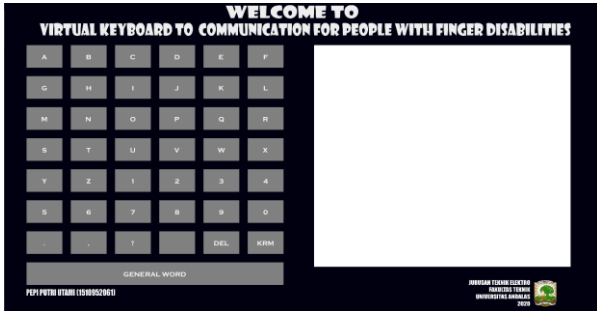 WELCOME TO
VIRTUAL KEYBOARD TO COMMUNICATION FOR PEOPLE WITH FINGER DISABILITIES
A B C D E F
G H I J K L
M N O P Q R
S T U V W X
Y Z 1 2 3 4
5 6 7 8 9 0
DEL KRM
GENERAL WORD
PEPI PUTRI UTAMI (1510952061)
JURUSAN TEKNIK ELEKTRO
FAKULTAS TEKNIK
UNIVERSITAS ANDALAS
2020